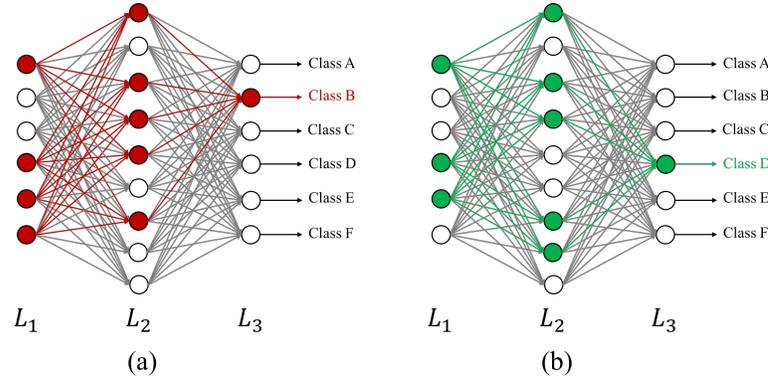 Class A
Class B
Class C
Class D
Class E
Class F
L₁ L₂ L₃
(a)
Class A
Class B
Class C
Class D
Class E
Class F
L₁ L₂ L₃
(b)